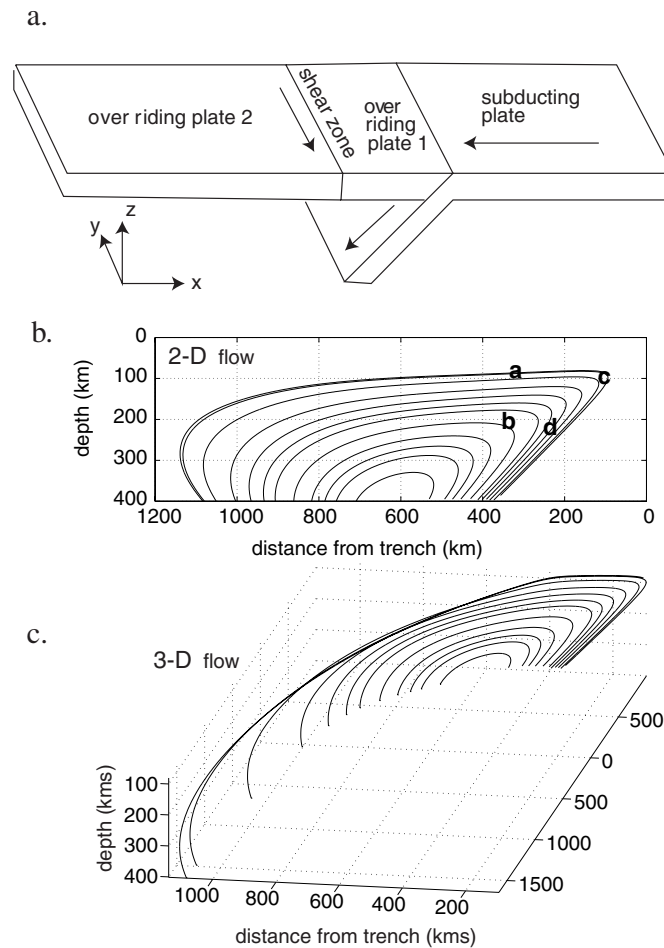 a.
over riding plate 2
shear zone
over
riding
plate 1
subducting
plate
y
z
x
b.
2-D flow
0
100
200
300
400
depth (km)
a
c
b
d
1200
1000
800
600
400
200
0
distance from trench (km)
c.
3-D flow
100
200
300
400
depth (kms)
1000
800
600
400
200
distance from trench (kms)
500
0
500
1000
1500